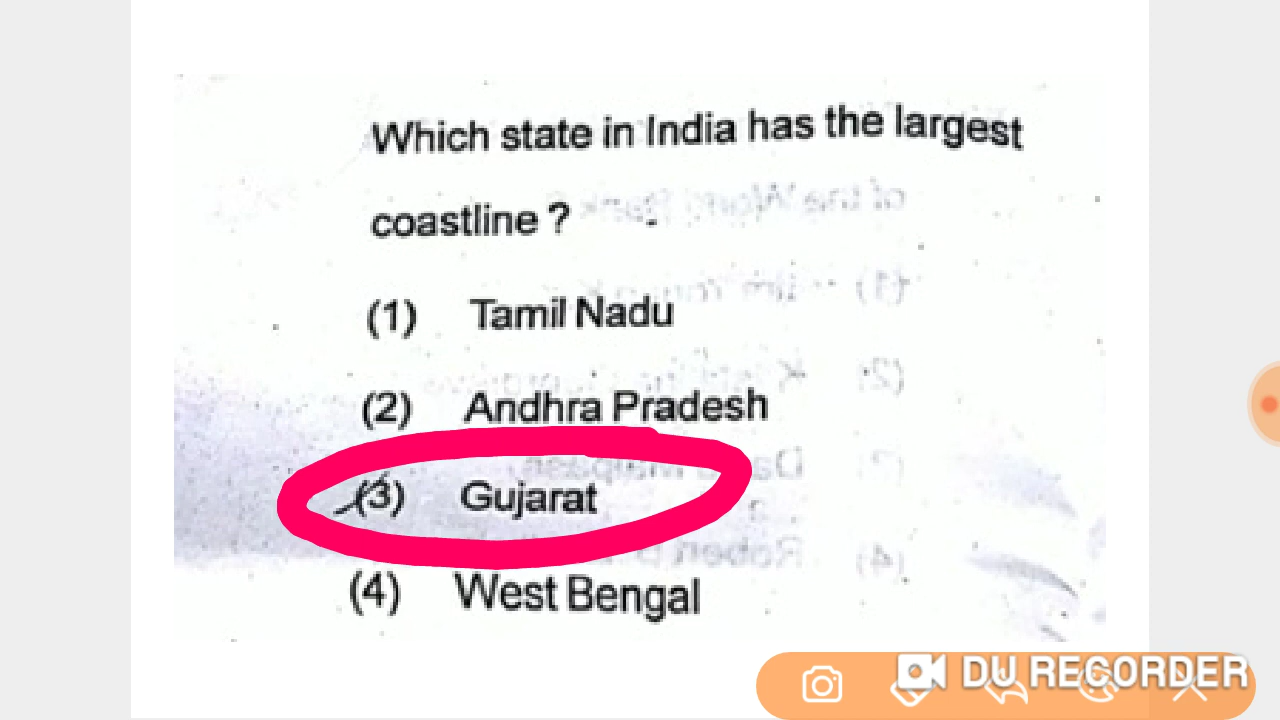 Which state in India has the largest
coastline ?
(1) Tamil Nadu
(2) Andhra Pradesh
(3) Gujarat
(4) West Bengal
DU RECORDER